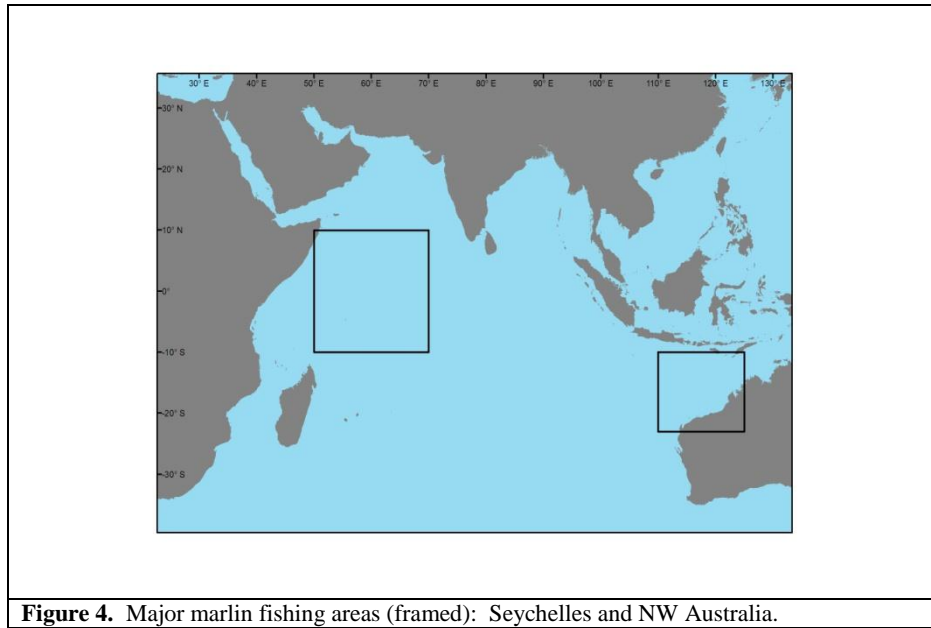 30° E 40° E 50° E 60° E 70° E 80° E 90° E 100° E 110° E 120° E 130° E
30° N
20° N
10° N
0°
10° S
20° S
30° S
Figure 4. Major marlin fishing areas (framed): Seychelles and NW Australia.